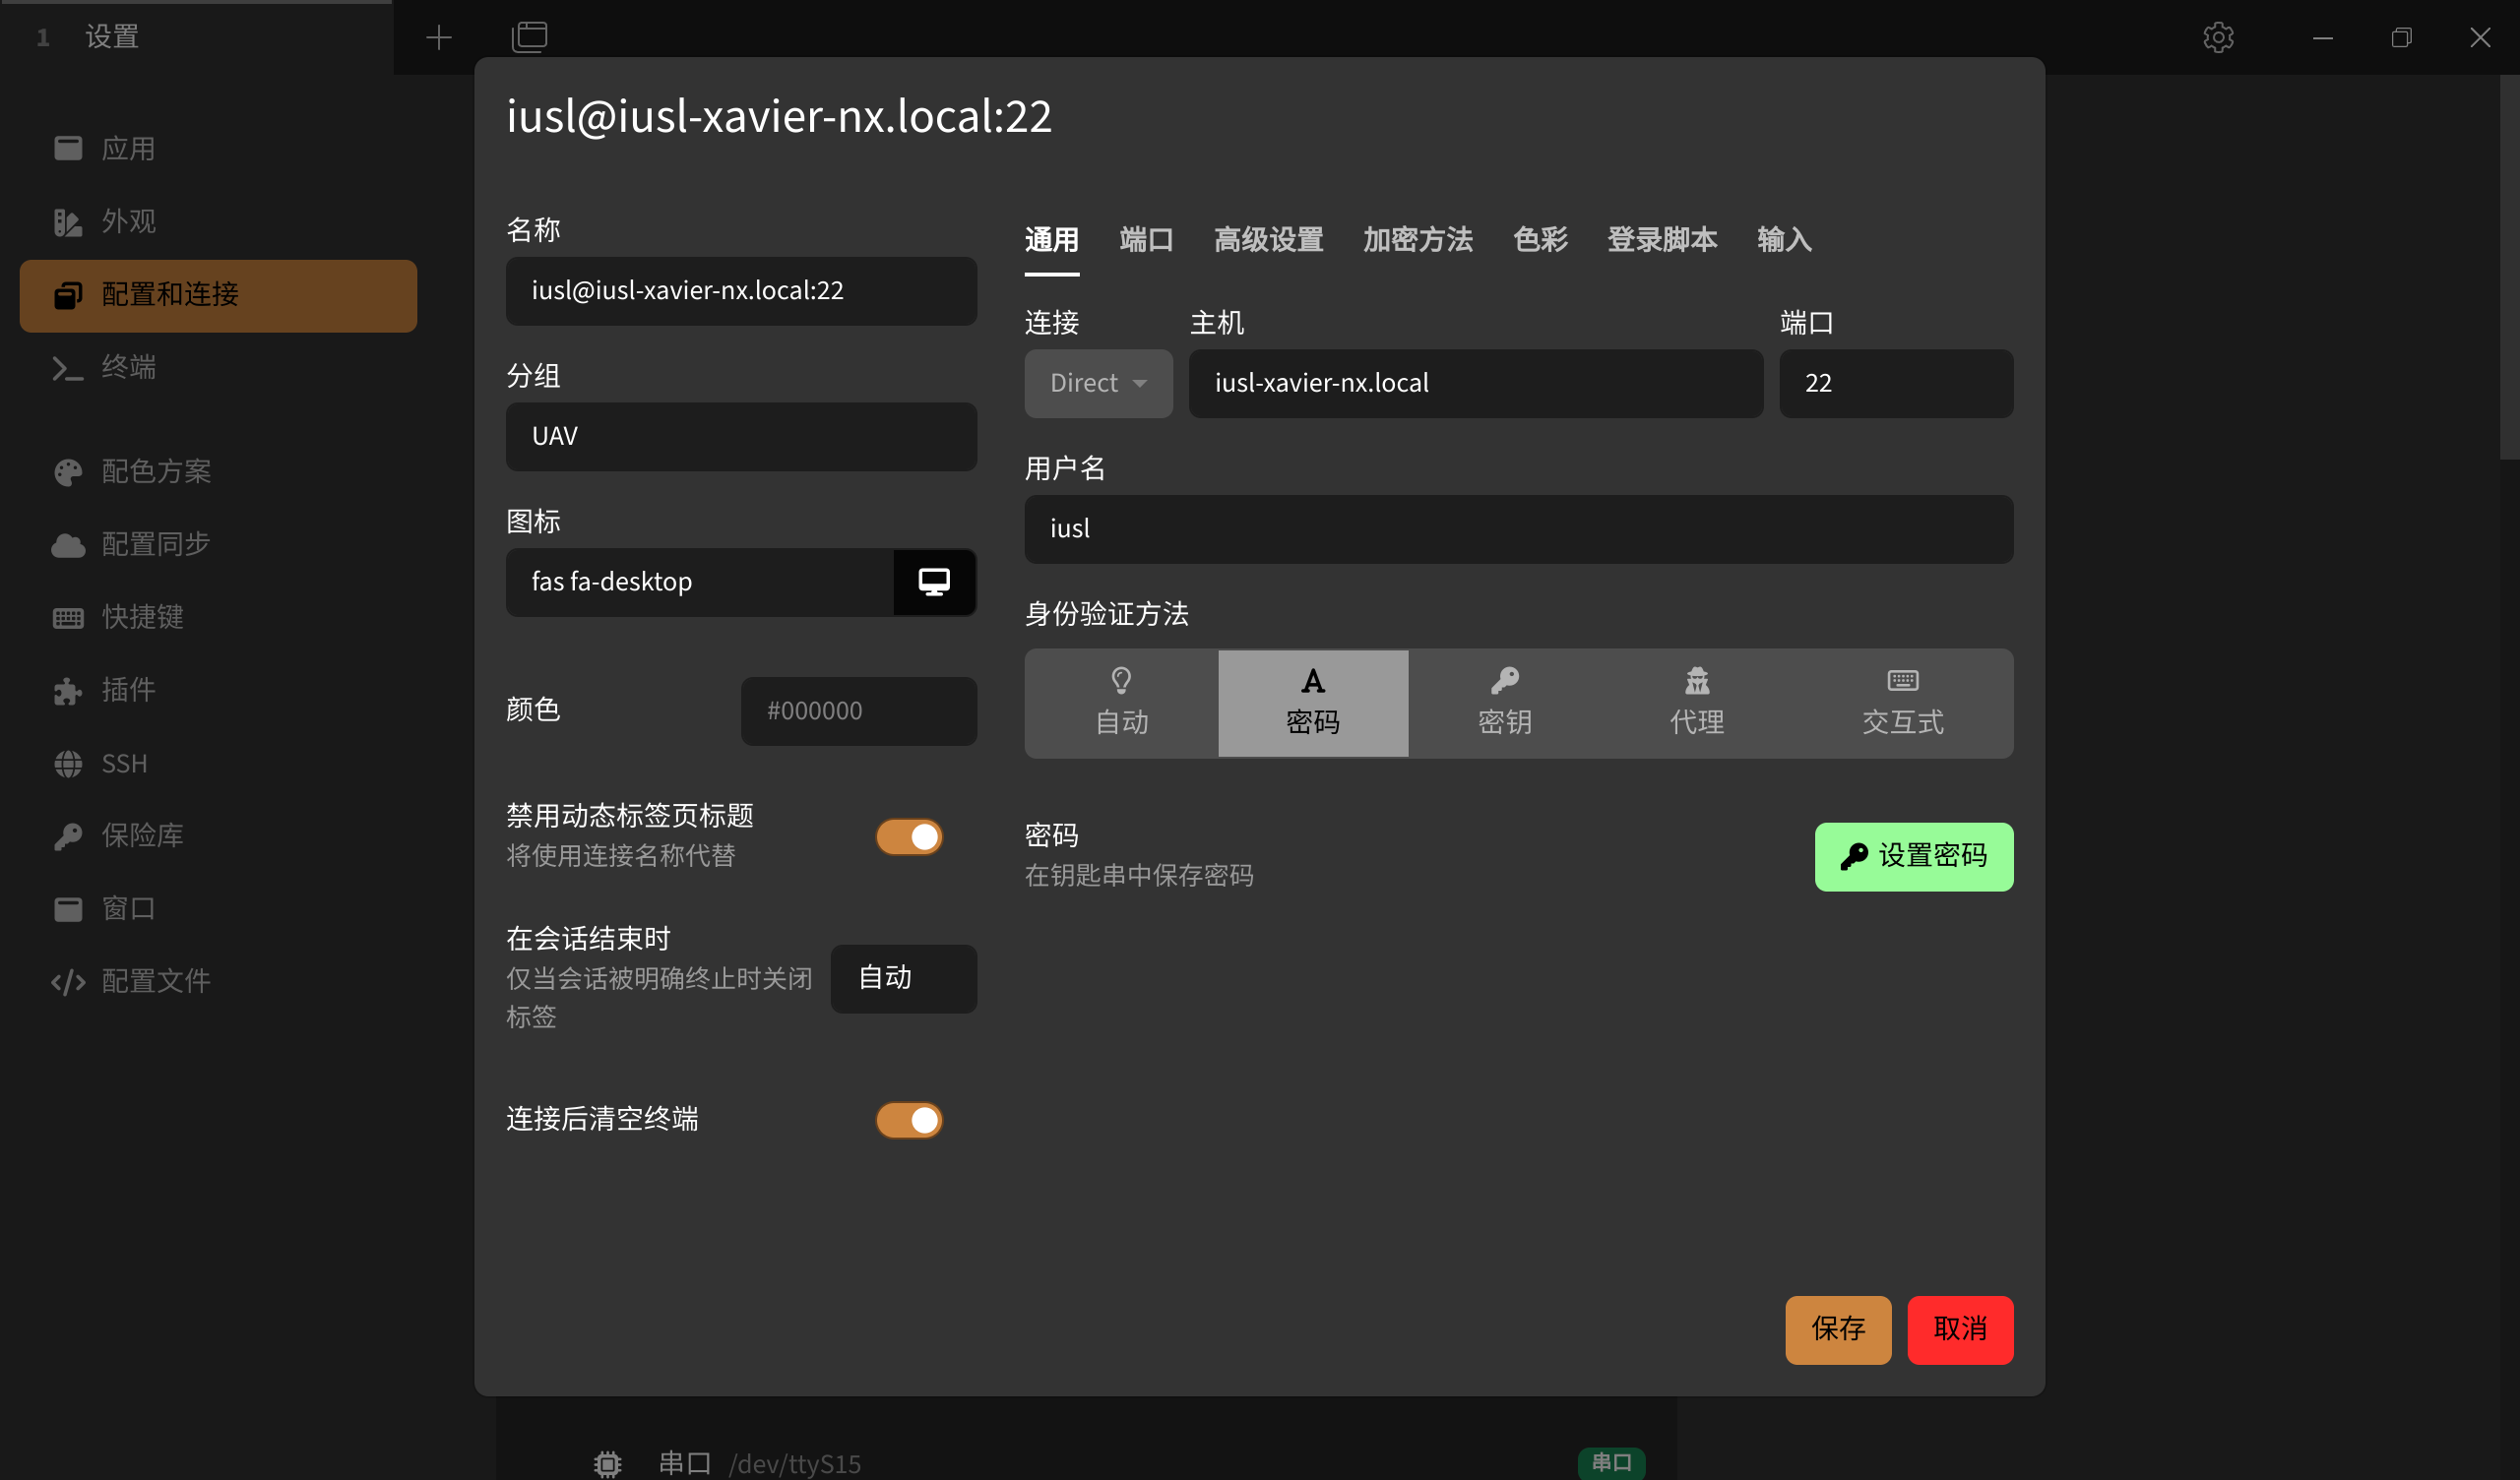 1 设置
应用
外观
配置和连接
终端
配色方案
配置同步
快捷键
插件
SSH
保险库
窗口
配置文件
iusl@iusl-xavier-nx.local:22
名称
iusl@iusl-xavier-nx.local:22
分组
UAV
图标
fas fa-desktop
颜色 #000000
禁用动态标签页标题
将使用连接名称代替
在会话结束时
仅当会话被明确终止时关闭
标签
自动
连接后清空终端
通用 端口 高级设置 加密方法 色彩 登录脚本 输入
连接 主机 端口
Direct iusl-xavier-nx.local 22
用户名
iusl
身份验证方法
自动 密码 密钥 代理 交互式
密码
在钥匙串中保存密码
设置密码
保存 取消
串口 /dev/ttyS15 串口